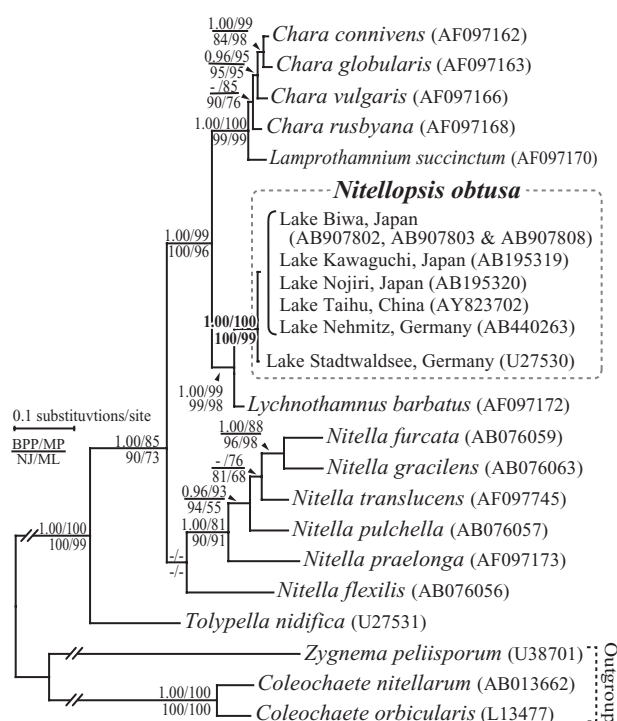 1.00/99
84/98
Chara connivens (AF097162)
0.96/95
95/95
Chara globularis (AF097163)
-/85
90/76
Chara vulgaris (AF097166)
1.00/100
99/99
Chara rusbyana (AF097168)
Lamprothamnium succinctum (AF097170)
Nitellopsis obtusa
Lake Biwa, Japan
(AB907802, AB907803 & AB907808)
Lake Kawaguchi, Japan (AB195319)
Lake Nojiri, Japan (AB195320)
Lake Taihu, China (AY823702)
Lake Nehmitz, Germany (AB440263)
Lake Stadtwaldsee, Germany (U27530)
1.00/99
100/96
1.00/100
100/99
1.00/99
99/98
Lychnothamnus barbatus (AF097172)
0.1 substituvtions/site
BPP/MP
NJ/ML
1.00/85
90/73
1.00/88
96/98
Nitella furcata (AB076059)
-/76
81/68
Nitella gracilens (AB076063)
0.96/93
94/55
Nitella translucens (AF097745)
1.00/81
90/91
Nitella pulchella (AB076057)
1.00/100
100/99
-/-
-/-
Nitella praelonga (AF097173)
Nitella flexilis (AB076056)
Tolypella nidifica (U27531)
Zygnema peliisporum (U38701)
1.00/100
100/100
Coleochaete nitellarum (AB013662)
Coleochaete orbicularis (L13477)
Outgroup